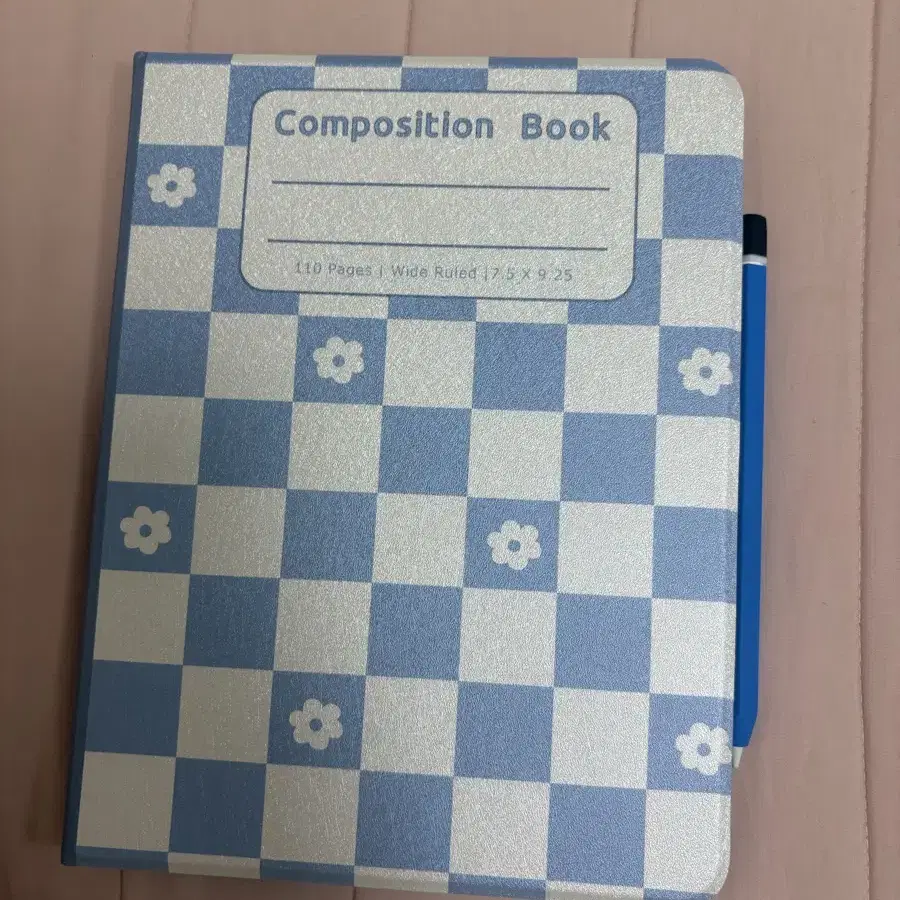 Composition Book
110 Pages | Wide Ruled |7.5 X 9.25